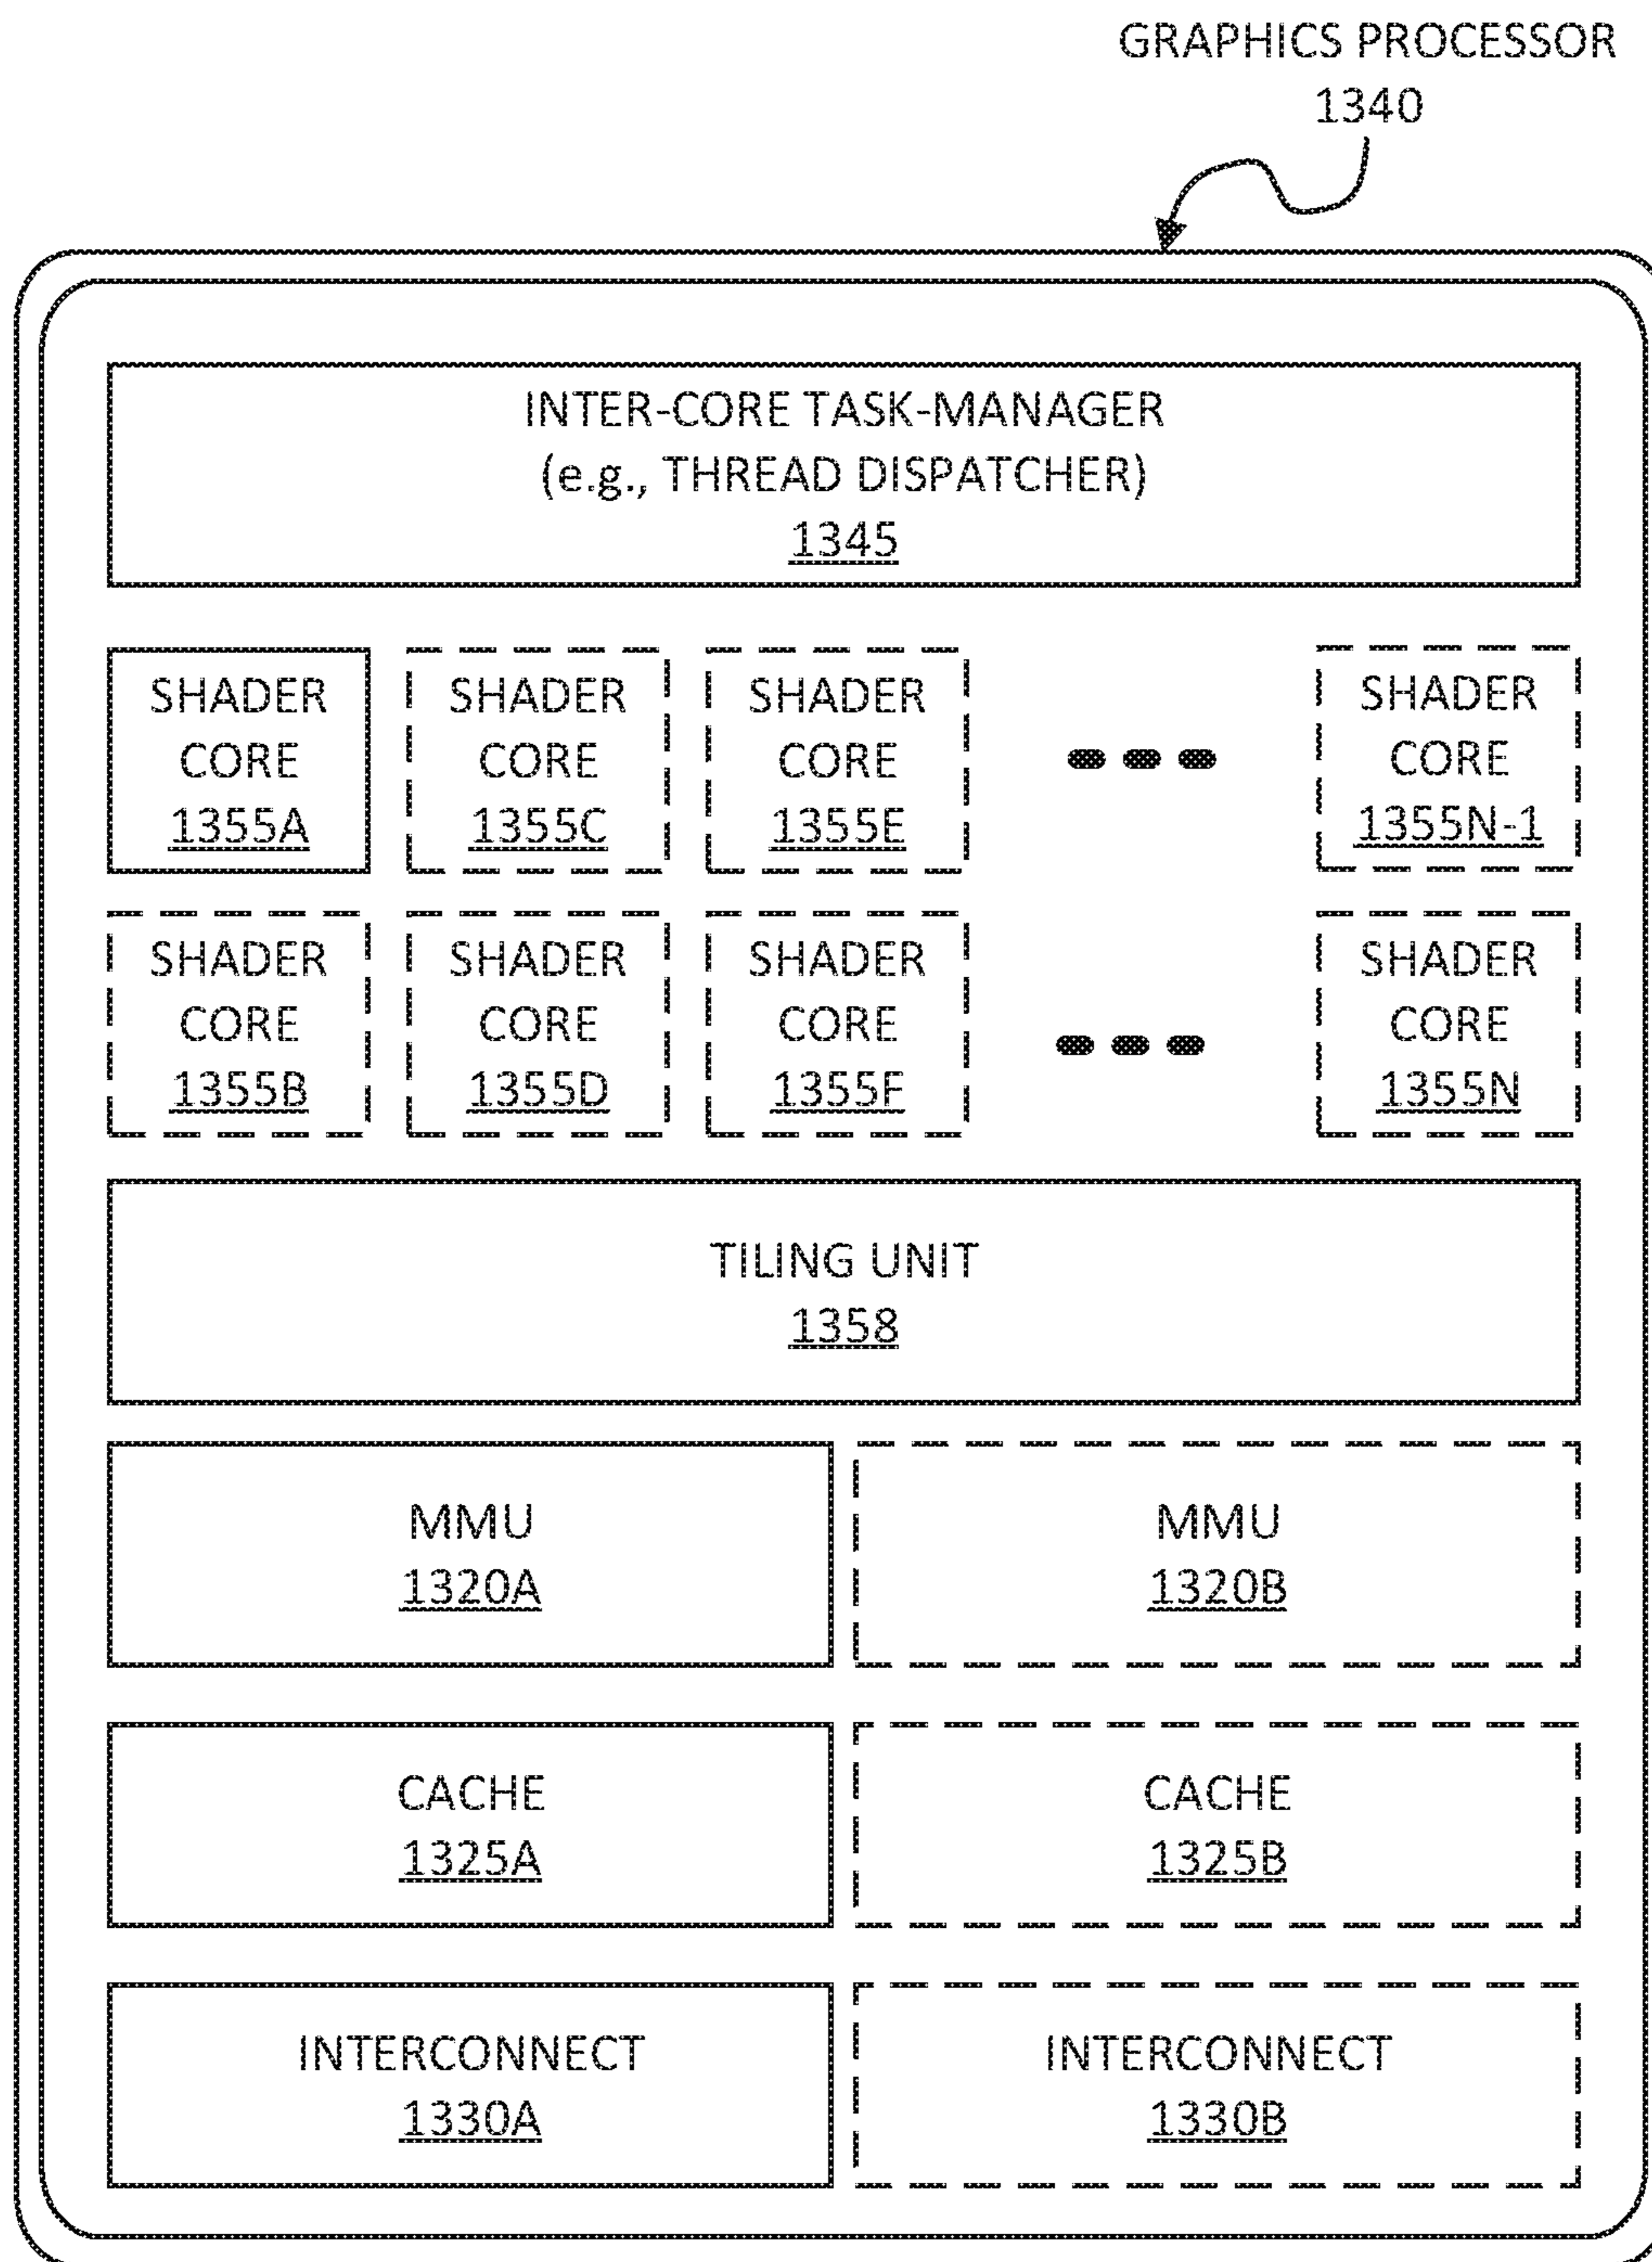 GRAPHICS PROCESSOR
1340
INTER-CORE TASK-MANAGER
(e.g., THREAD DISPATCHER)
1345
SHADER
CORE
1355A
SHADER
CORE
1355C
SHADER
CORE
1355E
SHADER
CORE
1355N-1
SHADER
CORE
1355B
SHADER
CORE
1355D
SHADER
CORE
1355F
SHADER
CORE
1355N
TILING UNIT
1358
MMU
1320A
MMU
1320B
CACHE
1325A
CACHE
1325B
INTERCONNECT
1330A
INTERCONNECT
1330B